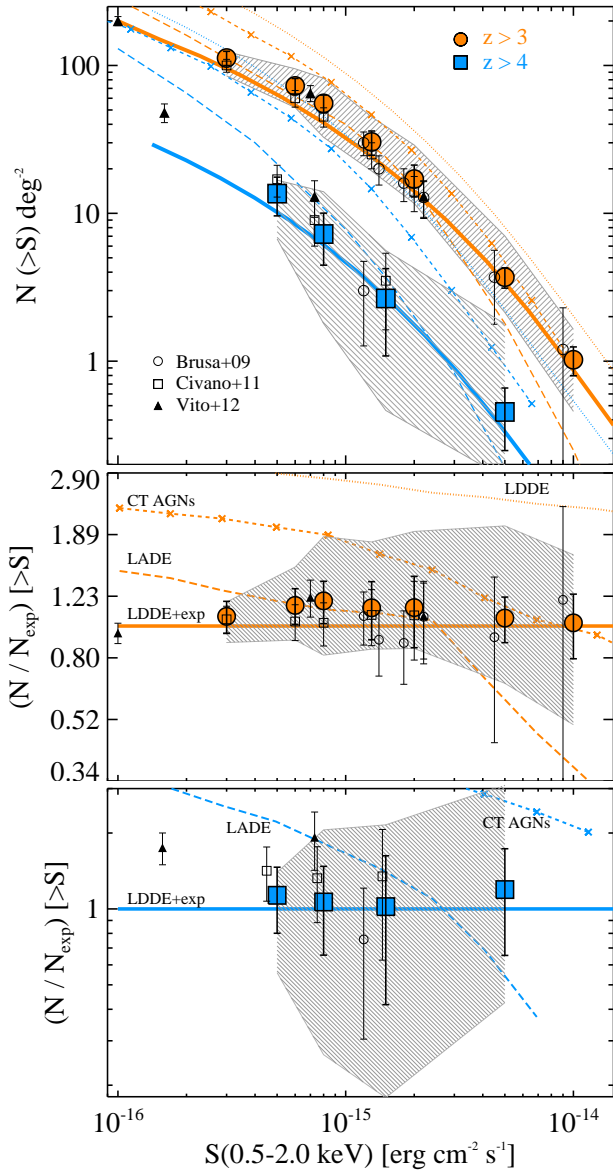 z > 3
z > 4
100
10
1
N (>S) deg⁻²
Brusa+09
Civano+11
Vito+12
2.90
1.89
1.23
0.80
0.52
0.34
(N / N_exp) [>S]
CT AGNs
LDDE
LADE
LDDE+exp
1
(N / N_exp) [>S]
LADE
CT AGNs
LDDE+exp
10⁻¹⁶
10⁻¹⁵
10⁻¹⁴
S(0.5-2.0 keV) [erg cm⁻² s⁻¹]